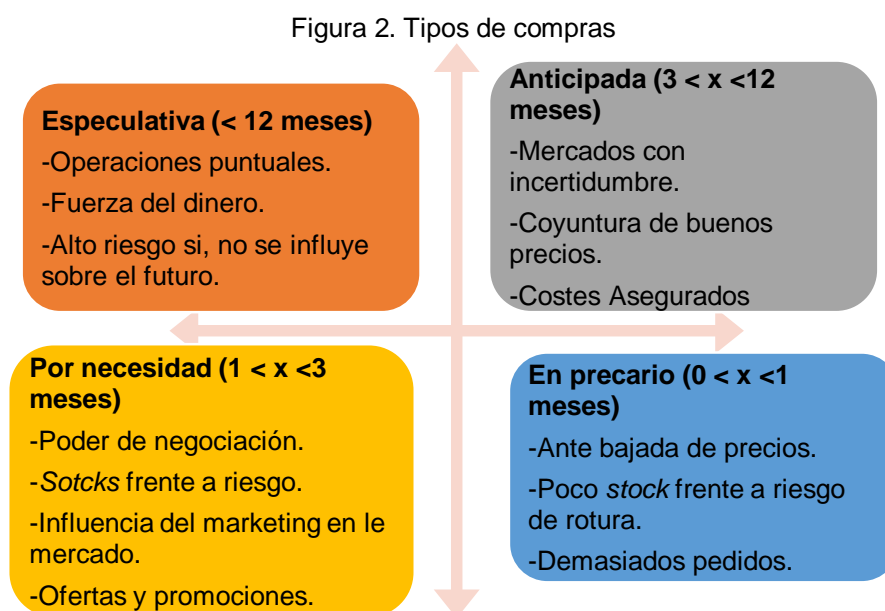 Figura 2. Tipos de compras
Especulativa (< 12 meses)
-Operaciones puntuales.
-Fuerza del dinero.
-Alto riesgo si, no se influye
sobre el futuro.
Anticipada (3 < x <12
meses)
-Mercados con
incertidumbre.
-Coyuntura de buenos
precios.
-Costes Asegurados
Por necesidad (1 < x <3
meses)
-Poder de negociación.
-Sotcks frente a riesgo.
-Influencia del marketing en le
mercado.
-Ofertas y promociones.
En precario (0 < x <1
meses)
-Ante bajada de precios.
-Poco stock frente a riesgo
de rotura.
-Demasiados pedidos.